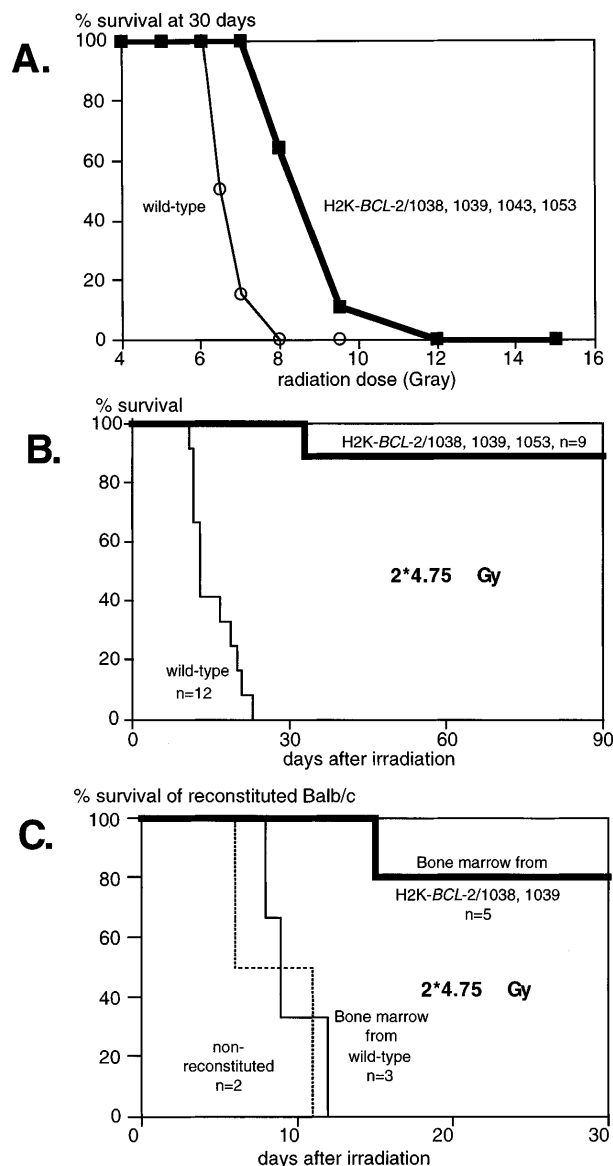 % survival at 30 days
A.
100
80
60
40
20
0
wild-type
H2K-BCL-2/1038, 1039, 1043, 1053
4 6 8 10 12 14 16
radiation dose (Gray)
% survival
B.
100
80
60
40
20
0
H2K-BCL-2/1038, 1039, 1053, n=9
2*4.75 Gy
wild-type
n=12
0 30 60 90
days after irradiation
% survival of reconstituted Balb/c
C.
100
80
60
40
20
0
Bone marrow from
H2K-BCL-2/1038, 1039
n=5
2*4.75 Gy
non-
reconstituted
n=2
Bone marrow
from
wild-type
n=3
0 10 20 30
days after irradiation